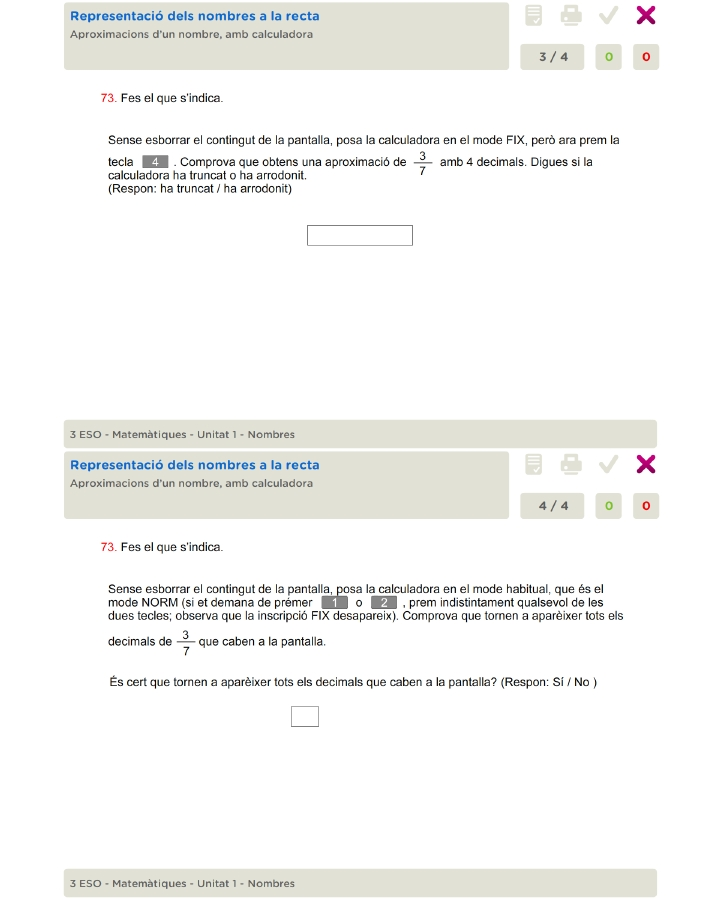 Representació dels nombres a la recta
Aproximacions d'un nombre, amb calculadora
3 / 4 0 0
73. Fes el que s'indica.
Sense esborrar el contingut de la pantalla, posa la calculadora en el mode FIX, però ara prem la
tecla 4 . Comprova que obtens una aproximació de 3/7 amb 4 decimals. Digues si la
calculadora ha truncat o ha arrodonit.
(Respon: ha truncat / ha arrodonit)
3 ESO - Matemàtiques - Unitat 1 - Nombres
Representació dels nombres a la recta
Aproximacions d'un nombre, amb calculadora
4 / 4 0 0
73. Fes el que s'indica.
Sense esborrar el contingut de la pantalla, posa la calculadora en el mode habitual, que és el
mode NORM (si et demana de prémer 1 o 2 , prem indistintament qualsevol de les
dues tecles; observa que la inscripció FIX desapareix). Comprova que tornen a aparèixer tots els
decimals de 3/7 que caben a la pantalla.
És cert que tornen a aparèixer tots els decimals que caben a la pantalla? (Respon: Sí / No )
3 ESO - Matemàtiques - Unitat 1 - Nombres